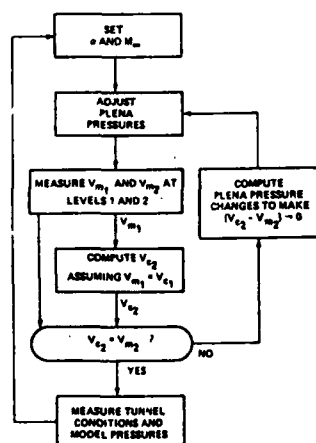 SET
α AND M∞
ADJUST
PLENA
PRESSURES
MEASURE Vm1 AND Vm2 AT
LEVELS 1 AND 2
Vm1
COMPUTE Vc2
ASSUMING Vm1 = Vc1
Vc2
Vc2 = Vm2 ?
NO
YES
COMPUTE
PLENA PRESSURE
CHANGES TO MAKE
(Vc2 - Vm2) → 0
MEASURE TUNNEL
CONDITIONS AND
MODEL PRESSURES